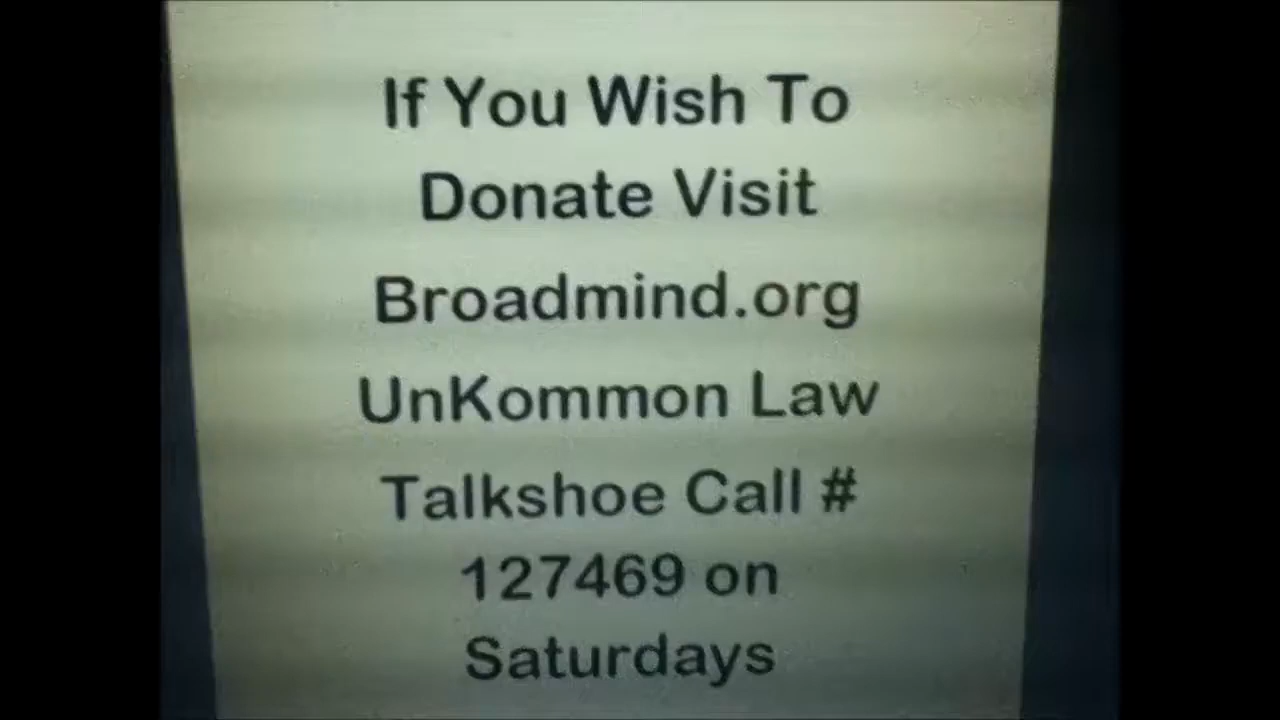 If You Wish To
Donate Visit
Broadmind.org
UnKommon Law
Talkshoe Call #
127469 on
Saturdays